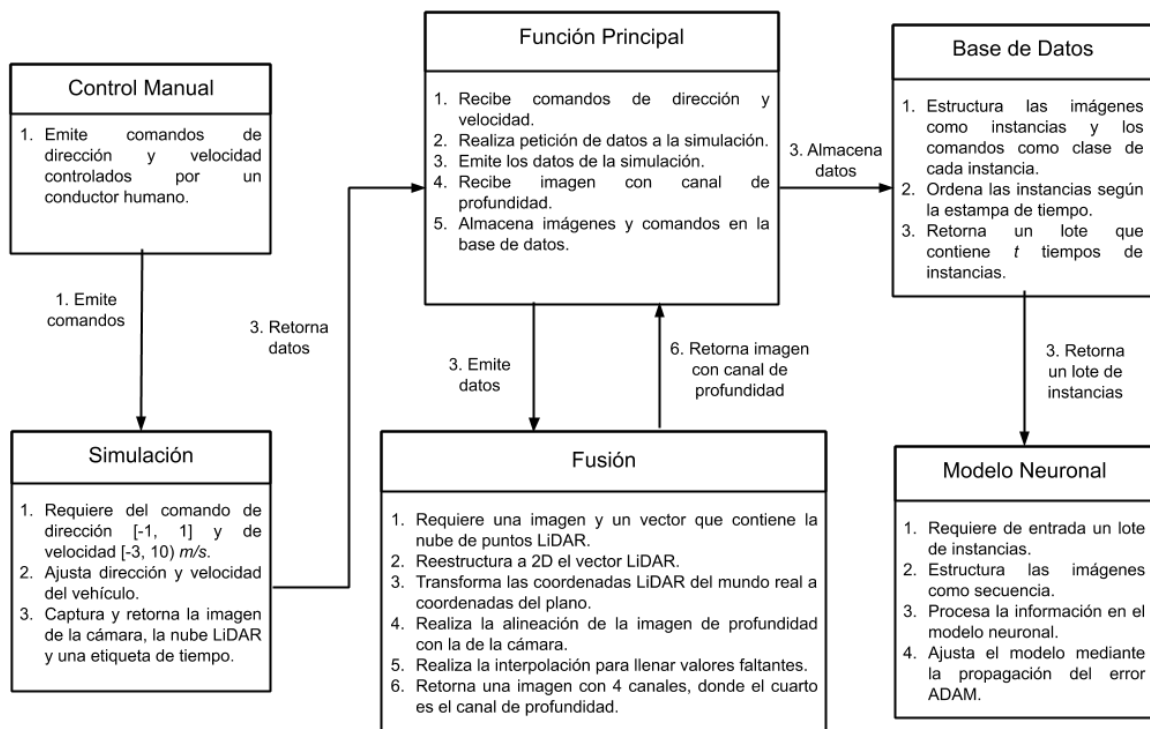 Control Manual
1. Emite comandos de
dirección y velocidad
controlados por un
conductor humano.
1. Emite
comandos
Simulación
1. Requiere del comando de
dirección [-1, 1] y de
velocidad [-3, 10) m/s.
2. Ajusta dirección y velocidad
del vehículo.
3. Captura y retorna la imagen
de la cámara, la nube LiDAR
y una etiqueta de tiempo.
3. Retorna
datos
Función Principal
1. Recibe comandos de dirección y
velocidad.
2. Realiza petición de datos a la simulación.
3. Emite los datos de la simulación.
4. Recibe imagen con canal de
profundidad.
5. Almacena imágenes y comandos en la
base de datos.
3. Emite
datos
6. Retorna imagen
con canal de
profundidad
Fusión
1. Requiere una imagen y un vector que contiene la
nube de puntos LiDAR.
2. Reestructura a 2D el vector LiDAR.
3. Transforma las coordenadas LiDAR del mundo real a
coordenadas del plano.
4. Realiza la alineación de la imagen de profundidad
con la de la cámara.
5. Realiza la interpolación para llenar valores faltantes.
6. Retorna una imagen con 4 canales, donde el cuarto
es el canal de profundidad.
3. Almacena
datos
Base de Datos
1. Estructura las imágenes
como instancias y los
comandos como clase de
cada instancia.
2. Ordena las instancias según
la estampa de tiempo.
3. Retorna un lote que
contiene t tiempos de
instancias.
3. Retorna
un lote de
instancias
Modelo Neuronal
1. Requiere de entrada un lote
de instancias.
2. Estructura las imágenes
como secuencia.
3. Procesa la información en el
modelo neuronal.
4. Ajusta el modelo mediante
la propagación del error
ADAM.